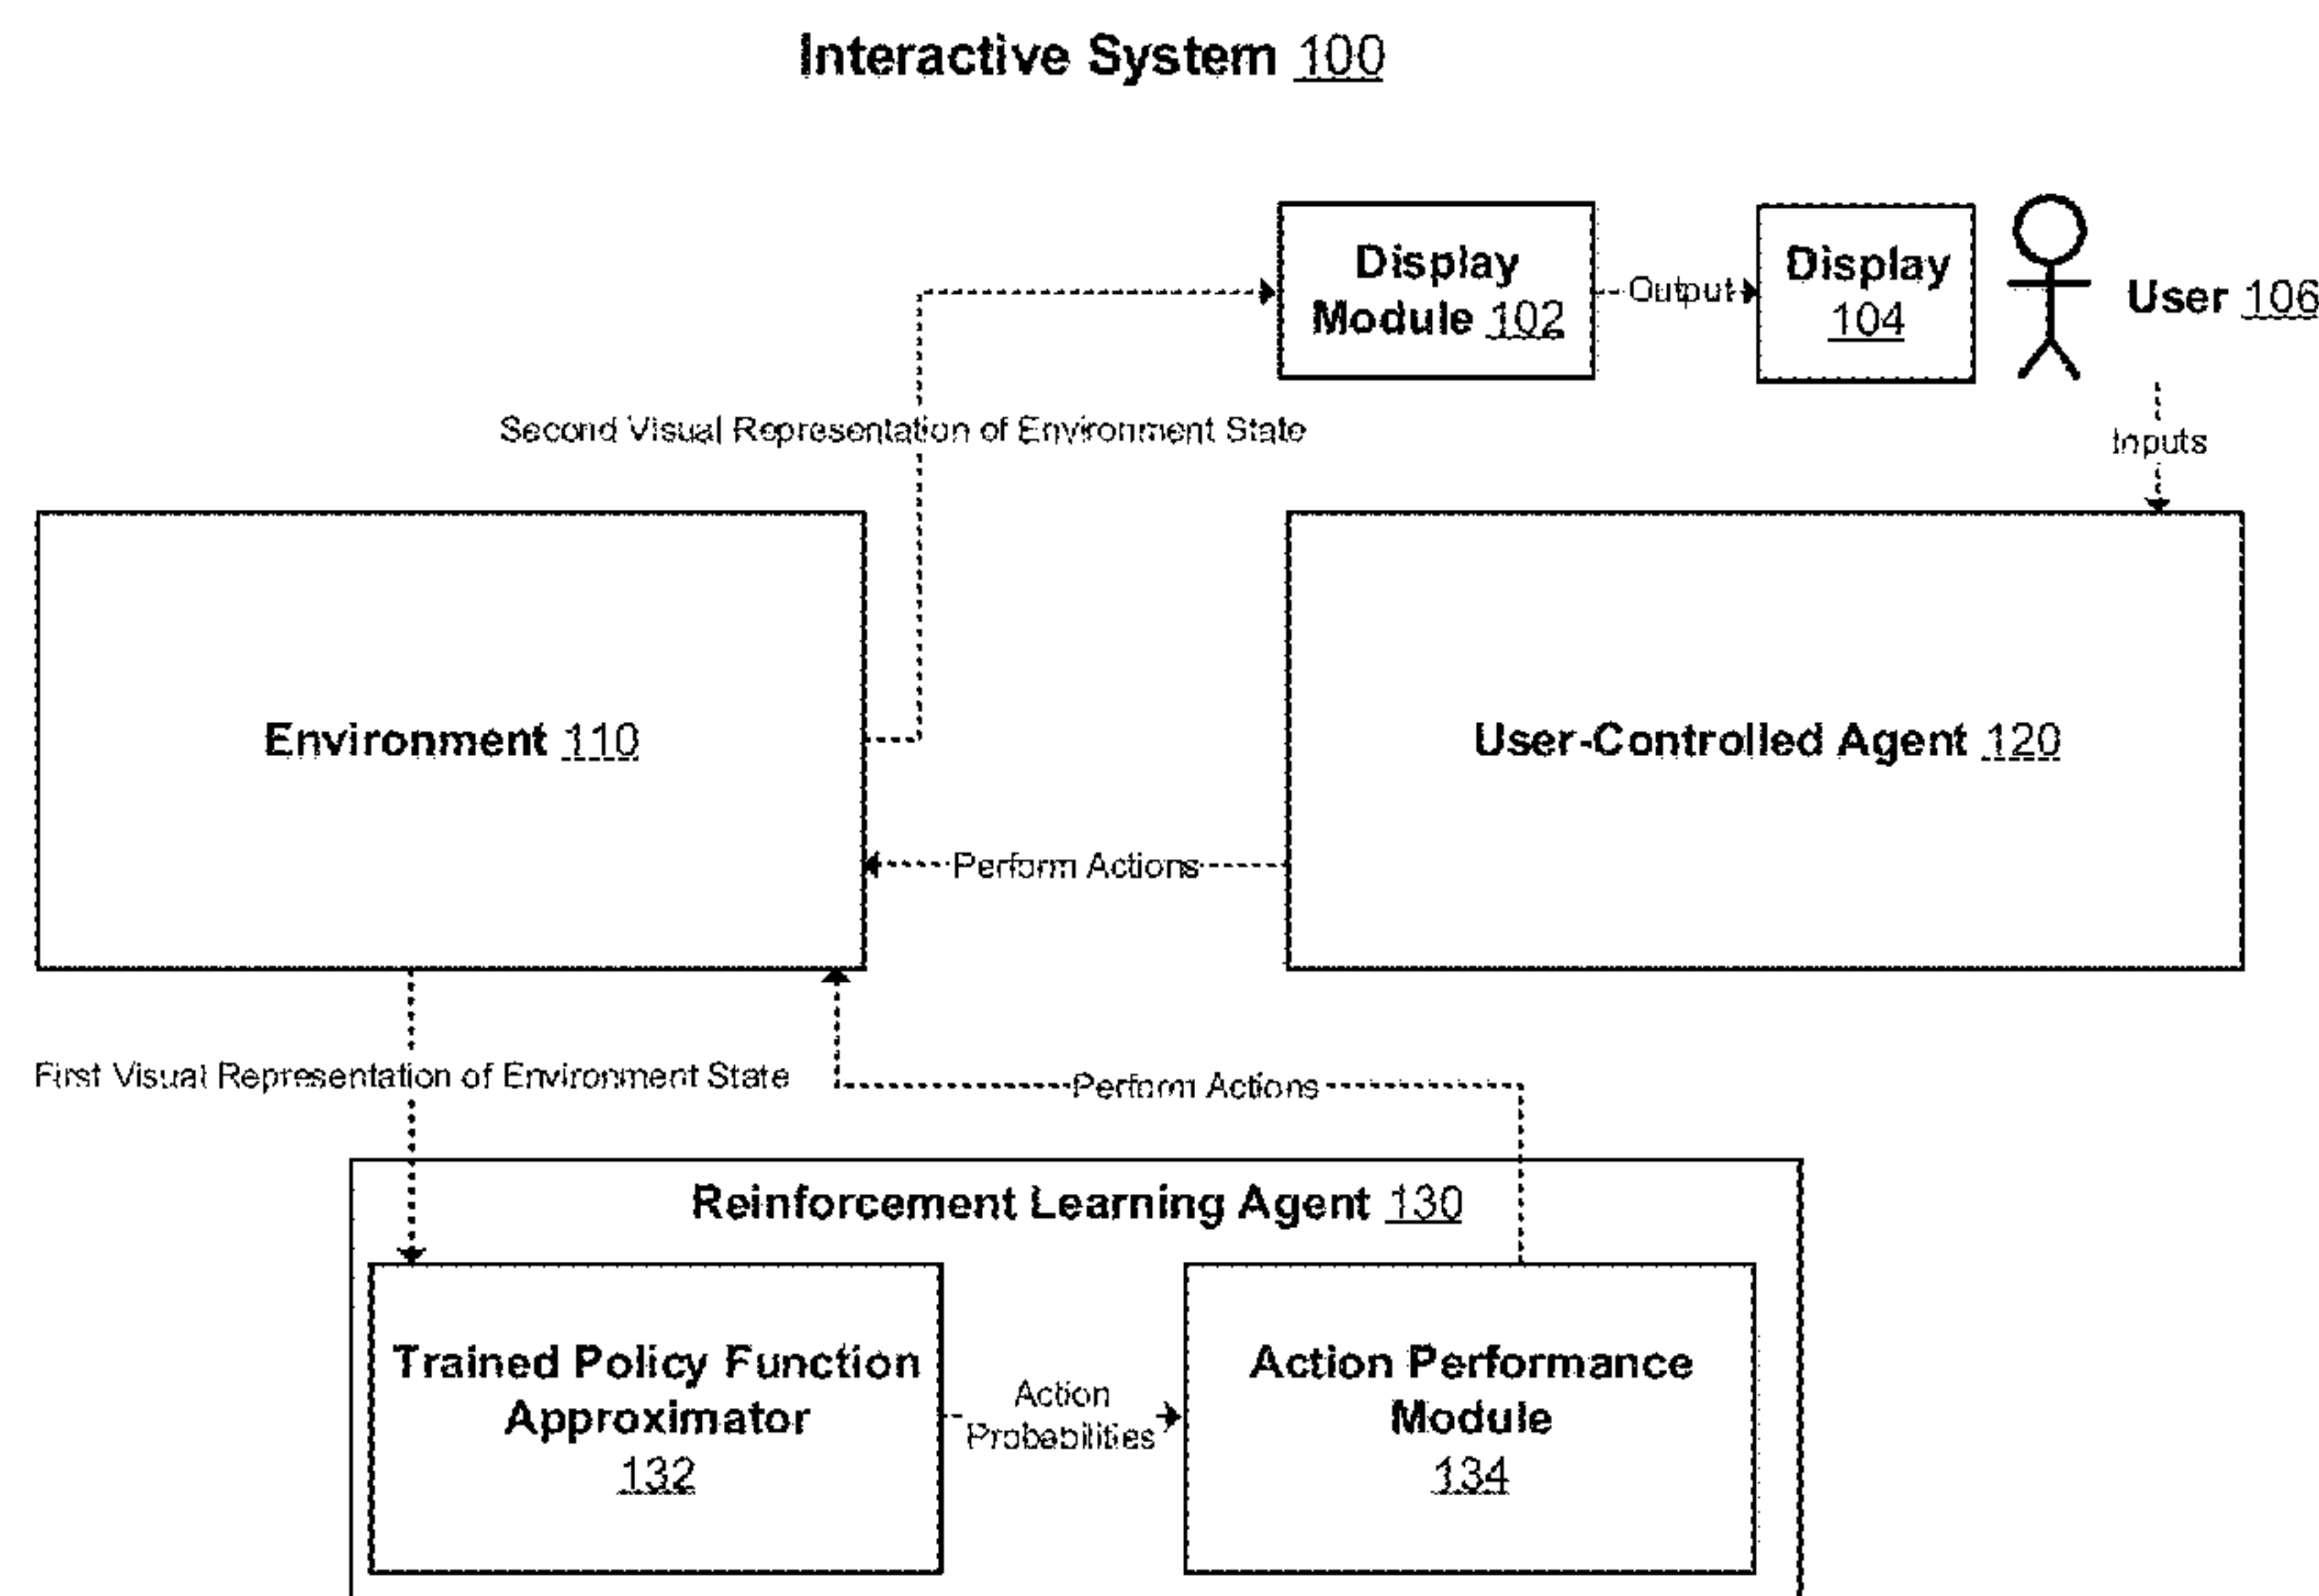 Interactive System 100
Display
Module 102
Output
Display
104
User 106
Second Visual Representation of Environment State
Inputs
Environment 110
User-Controlled Agent 120
Perform Actions
First Visual Representation of Environment State
Perform Actions
Reinforcement Learning Agent 130
Trained Policy Function
Approximator
132
Action
Probabilities
Action Performance
Module
134